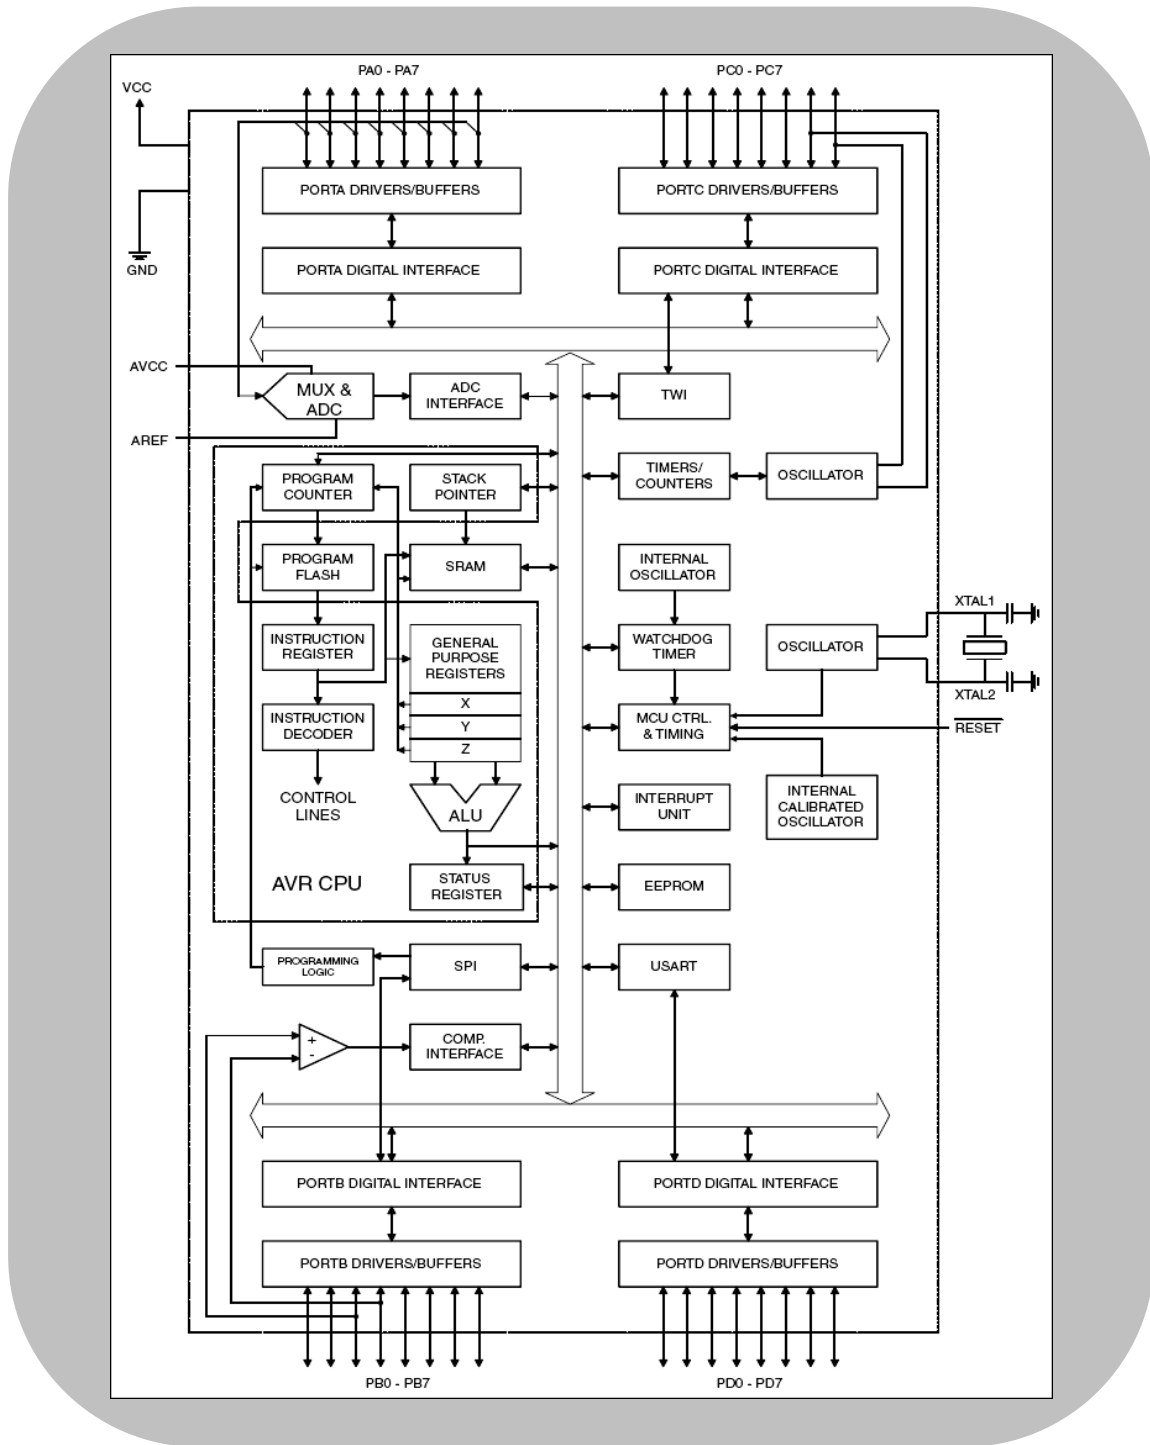 PA0 - PA7
PC0 - PC7
VCC
PORTA DRIVERS/BUFFERS
PORTC DRIVERS/BUFFERS
GND
PORTA DIGITAL INTERFACE
PORTC DIGITAL INTERFACE
AVCC
MUX &
ADC
ADC
INTERFACE
TWI
AREF
PROGRAM
COUNTER
STACK
POINTER
TIMERS/
COUNTERS
OSCILLATOR
PROGRAM
FLASH
SRAM
INTERNAL
OSCILLATOR
XTAL1
INSTRUCTION
REGISTER
GENERAL
PURPOSE
REGISTERS
WATCHDOG
TIMER
OSCILLATOR
XTAL2
X
Y
Z
INSTRUCTION
DECODER
MCU CTRL.
& TIMING
RESET
CONTROL
LINES
ALU
INTERRUPT
UNIT
INTERNAL
CALIBRATED
OSCILLATOR
AVR CPU
STATUS
REGISTER
EEPROM
PROGRAMMING
LOGIC
SPI
USART
+
-
COMP.
INTERFACE
PORTB DIGITAL INTERFACE
PORTD DIGITAL INTERFACE
PORTB DRIVERS/BUFFERS
PORTD DRIVERS/BUFFERS
PB0 - PB7
PD0 - PD7